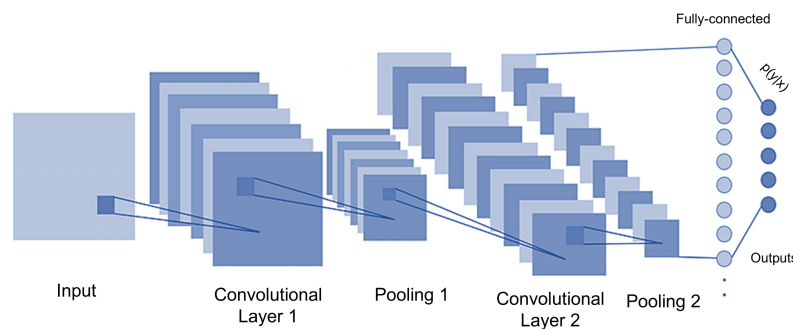 Fully-connected
p(y|x)
Outputs
Input
Convolutional
Layer 1
Pooling 1
Convolutional
Layer 2
Pooling 2